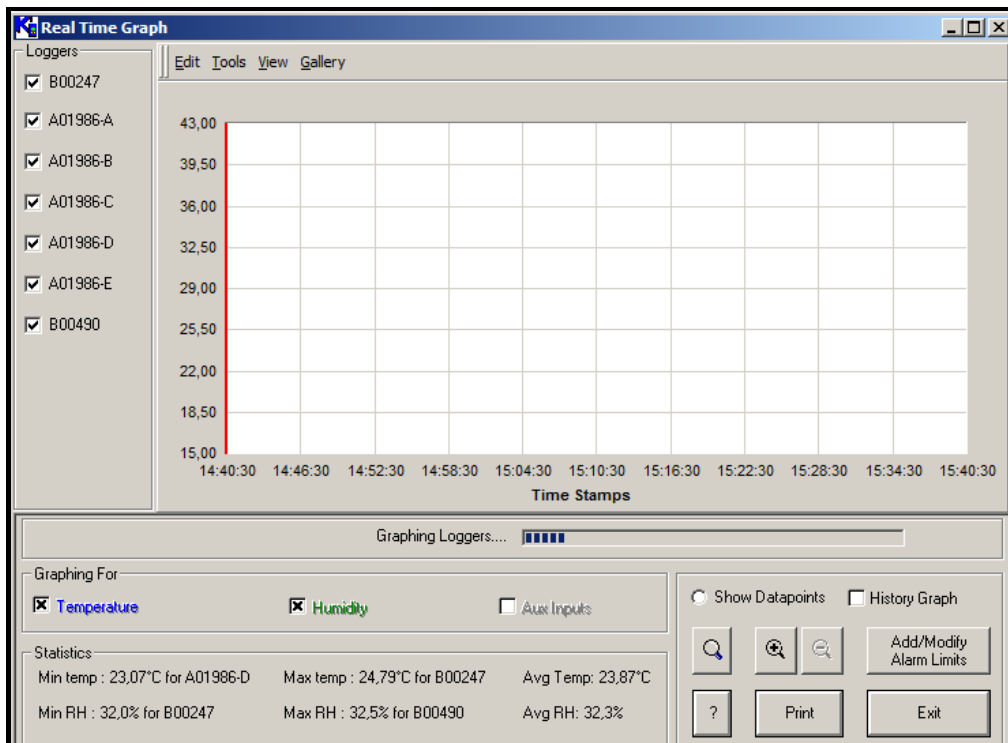 Real Time Graph
Loggers
B00247
A01986-A
A01986-B
A01986-C
A01986-D
A01986-E
B00490
Edit Tools View Gallery
43,00
39,50
36,00
32,50
29,00
25,50
22,00
18,50
15,00
14:40:30 14:46:30 14:52:30 14:58:30 15:04:30 15:10:30 15:16:30 15:22:30 15:28:30 15:34:30 15:40:30
Time Stamps
Graphing Loggers....
Graphing For
Temperature Humidity Aux Inputs
Statistics
Min temp : 23,07°C for A01986-D Max temp : 24,79°C for B00247 Avg Temp: 23,87°C
Min RH : 32,0% for B00247 Max RH : 32,5% for B00490 Avg RH: 32,3%
Show Datapoints History Graph
Add/Modify
Alarm Limits
? Print Exit